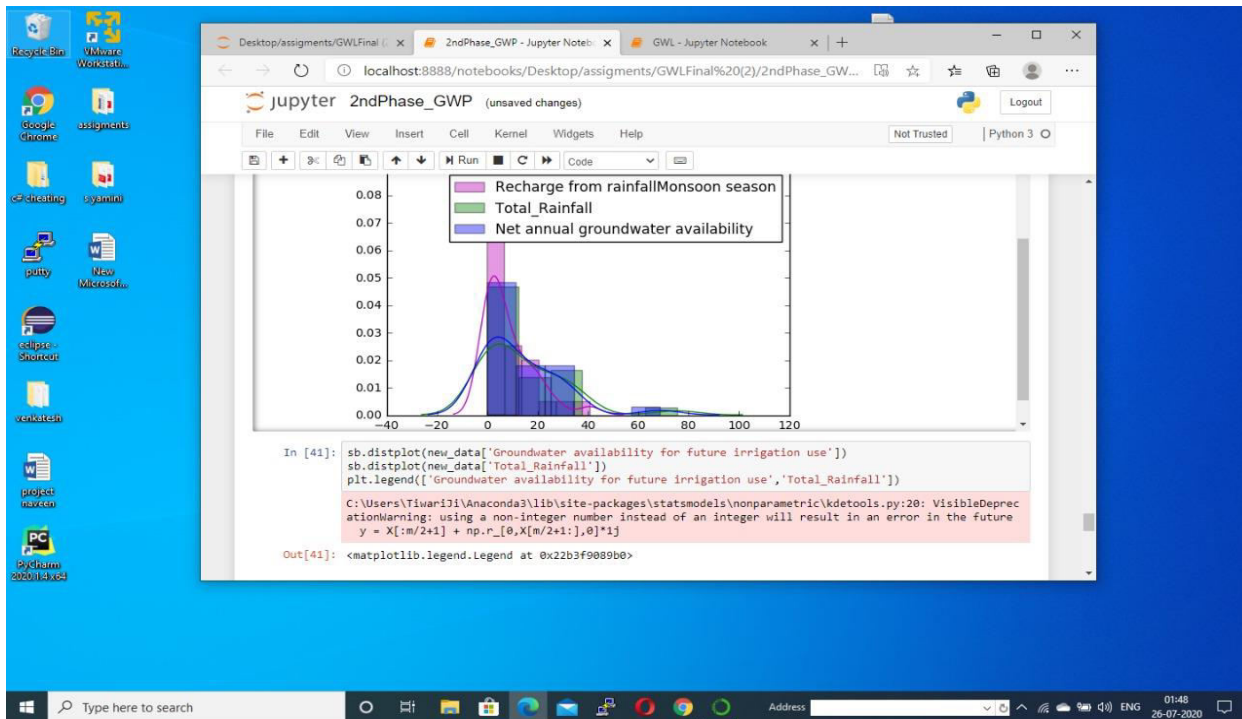 Recycle Bin
VMware
Workstati...
Google
Chrome
assigments
c# cheating
s.yamini
putty
New
Microsof...
eclipse -
Shortcut
venkatesh
project
naveen
PC
PyCharm
2020.1.4 x64
Desktop/assigments/GWLFinal (
2ndPhase_GWP - Jupyter Noteb
GWL - Jupyter Notebook
localhost:8888/notebooks/Desktop/assigments/GWLFinal%20(2)/2ndPhase_GW...
jupyter 2ndPhase_GWP (unsaved changes)
Logout
File Edit View Insert Cell Kernel Widgets Help
Not Trusted
Python 3
Run
Code
Recharge from rainfallMonsoon season
Total_Rainfall
Net annual groundwater availability
0.08
0.07
0.06
0.05
0.04
0.03
0.02
0.01
0.00
−40 −20 0 20 40 60 80 100 120
In [41]: sb.distplot(new_data['Groundwater availability for future irrigation use'])
sb.distplot(new_data['Total_Rainfall'])
plt.legend(['Groundwater availability for future irrigation use','Total_Rainfall'])
C:\Users\TiwariJi\Anaconda3\lib\site-packages\statsmodels\nonparametric\kdetools.py:20: VisibleDeprec
ationWarning: using a non-integer number instead of an integer will result in an error in the future
y = X[:m/2+1] + np.r_[0,X[m/2+1:],0]*1j
Out[41]: <matplotlib.legend.Legend at 0x22b3f9089b0>
Type here to search
Address
ENG
01:48
26-07-2020